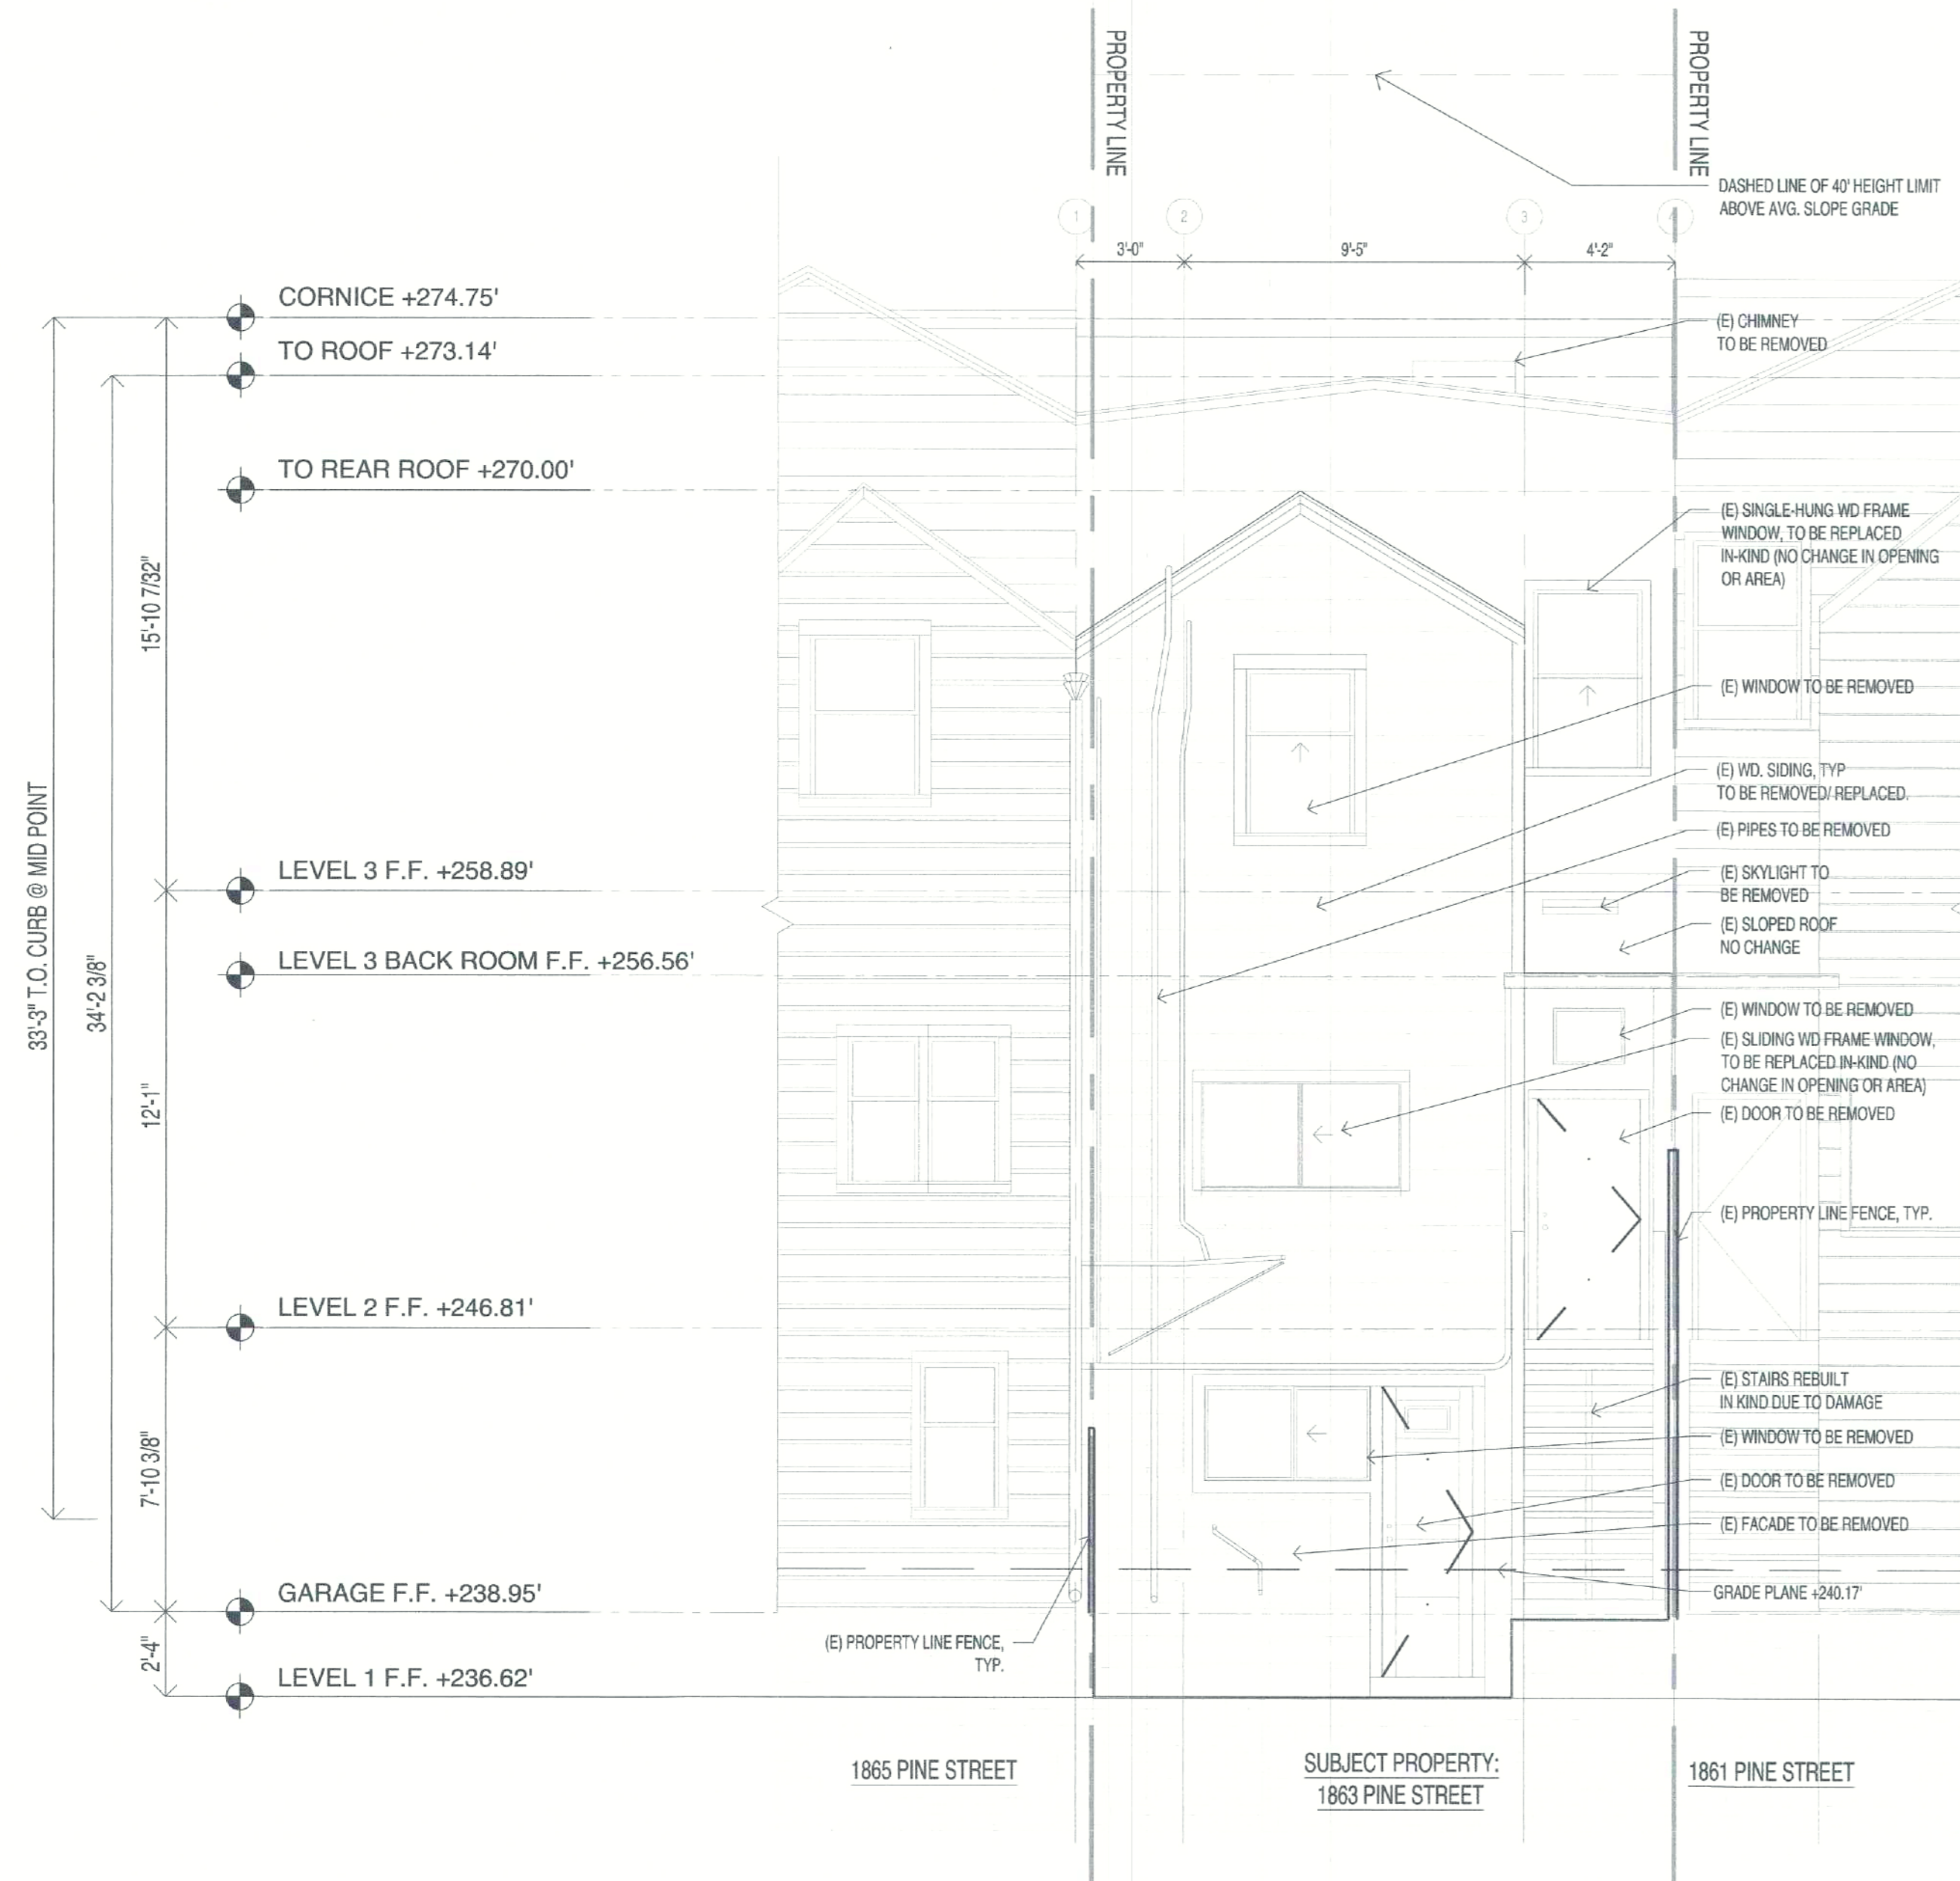 PROPERTY LINE
PROPERTY LINE
DASHED LINE OF 40' HEIGHT LIMIT
ABOVE AVG. SLOPE GRADE
1
2
3
4
3'-0"
9'-5"
4'-2"
CORNICE +274.75'
TO ROOF +273.14'
TO REAR ROOF +270.00'
LEVEL 3 F.F. +258.89'
LEVEL 3 BACK ROOM F.F. +256.56'
LEVEL 2 F.F. +246.81'
GARAGE F.F. +238.95'
LEVEL 1 F.F. +236.62'
33'-3" T.O. CURB @ MID POINT
34'-2 3/8"
15'-10 7/32"
12'-1"
7'-10 3/8"
2'-4"
(E) CHIMNEY
TO BE REMOVED
(E) SINGLE-HUNG WD FRAME
WINDOW, TO BE REPLACED
IN-KIND (NO CHANGE IN OPENING
OR AREA)
(E) WINDOW TO BE REMOVED
(E) WD. SIDING, TYP
TO BE REMOVED/ REPLACED.
(E) PIPES TO BE REMOVED
(E) SKYLIGHT TO
BE REMOVED
(E) SLOPED ROOF
NO CHANGE
(E) WINDOW TO BE REMOVED
(E) SLIDING WD FRAME WINDOW,
TO BE REPLACED IN-KIND (NO
CHANGE IN OPENING OR AREA)
(E) DOOR TO BE REMOVED
(E) PROPERTY LINE FENCE, TYP.
(E) STAIRS REBUILT
IN KIND DUE TO DAMAGE
(E) WINDOW TO BE REMOVED
(E) DOOR TO BE REMOVED
(E) FACADE TO BE REMOVED
GRADE PLANE +240.17'
(E) PROPERTY LINE FENCE,
TYP.
1865 PINE STREET
SUBJECT PROPERTY:
1863 PINE STREET
1861 PINE STREET